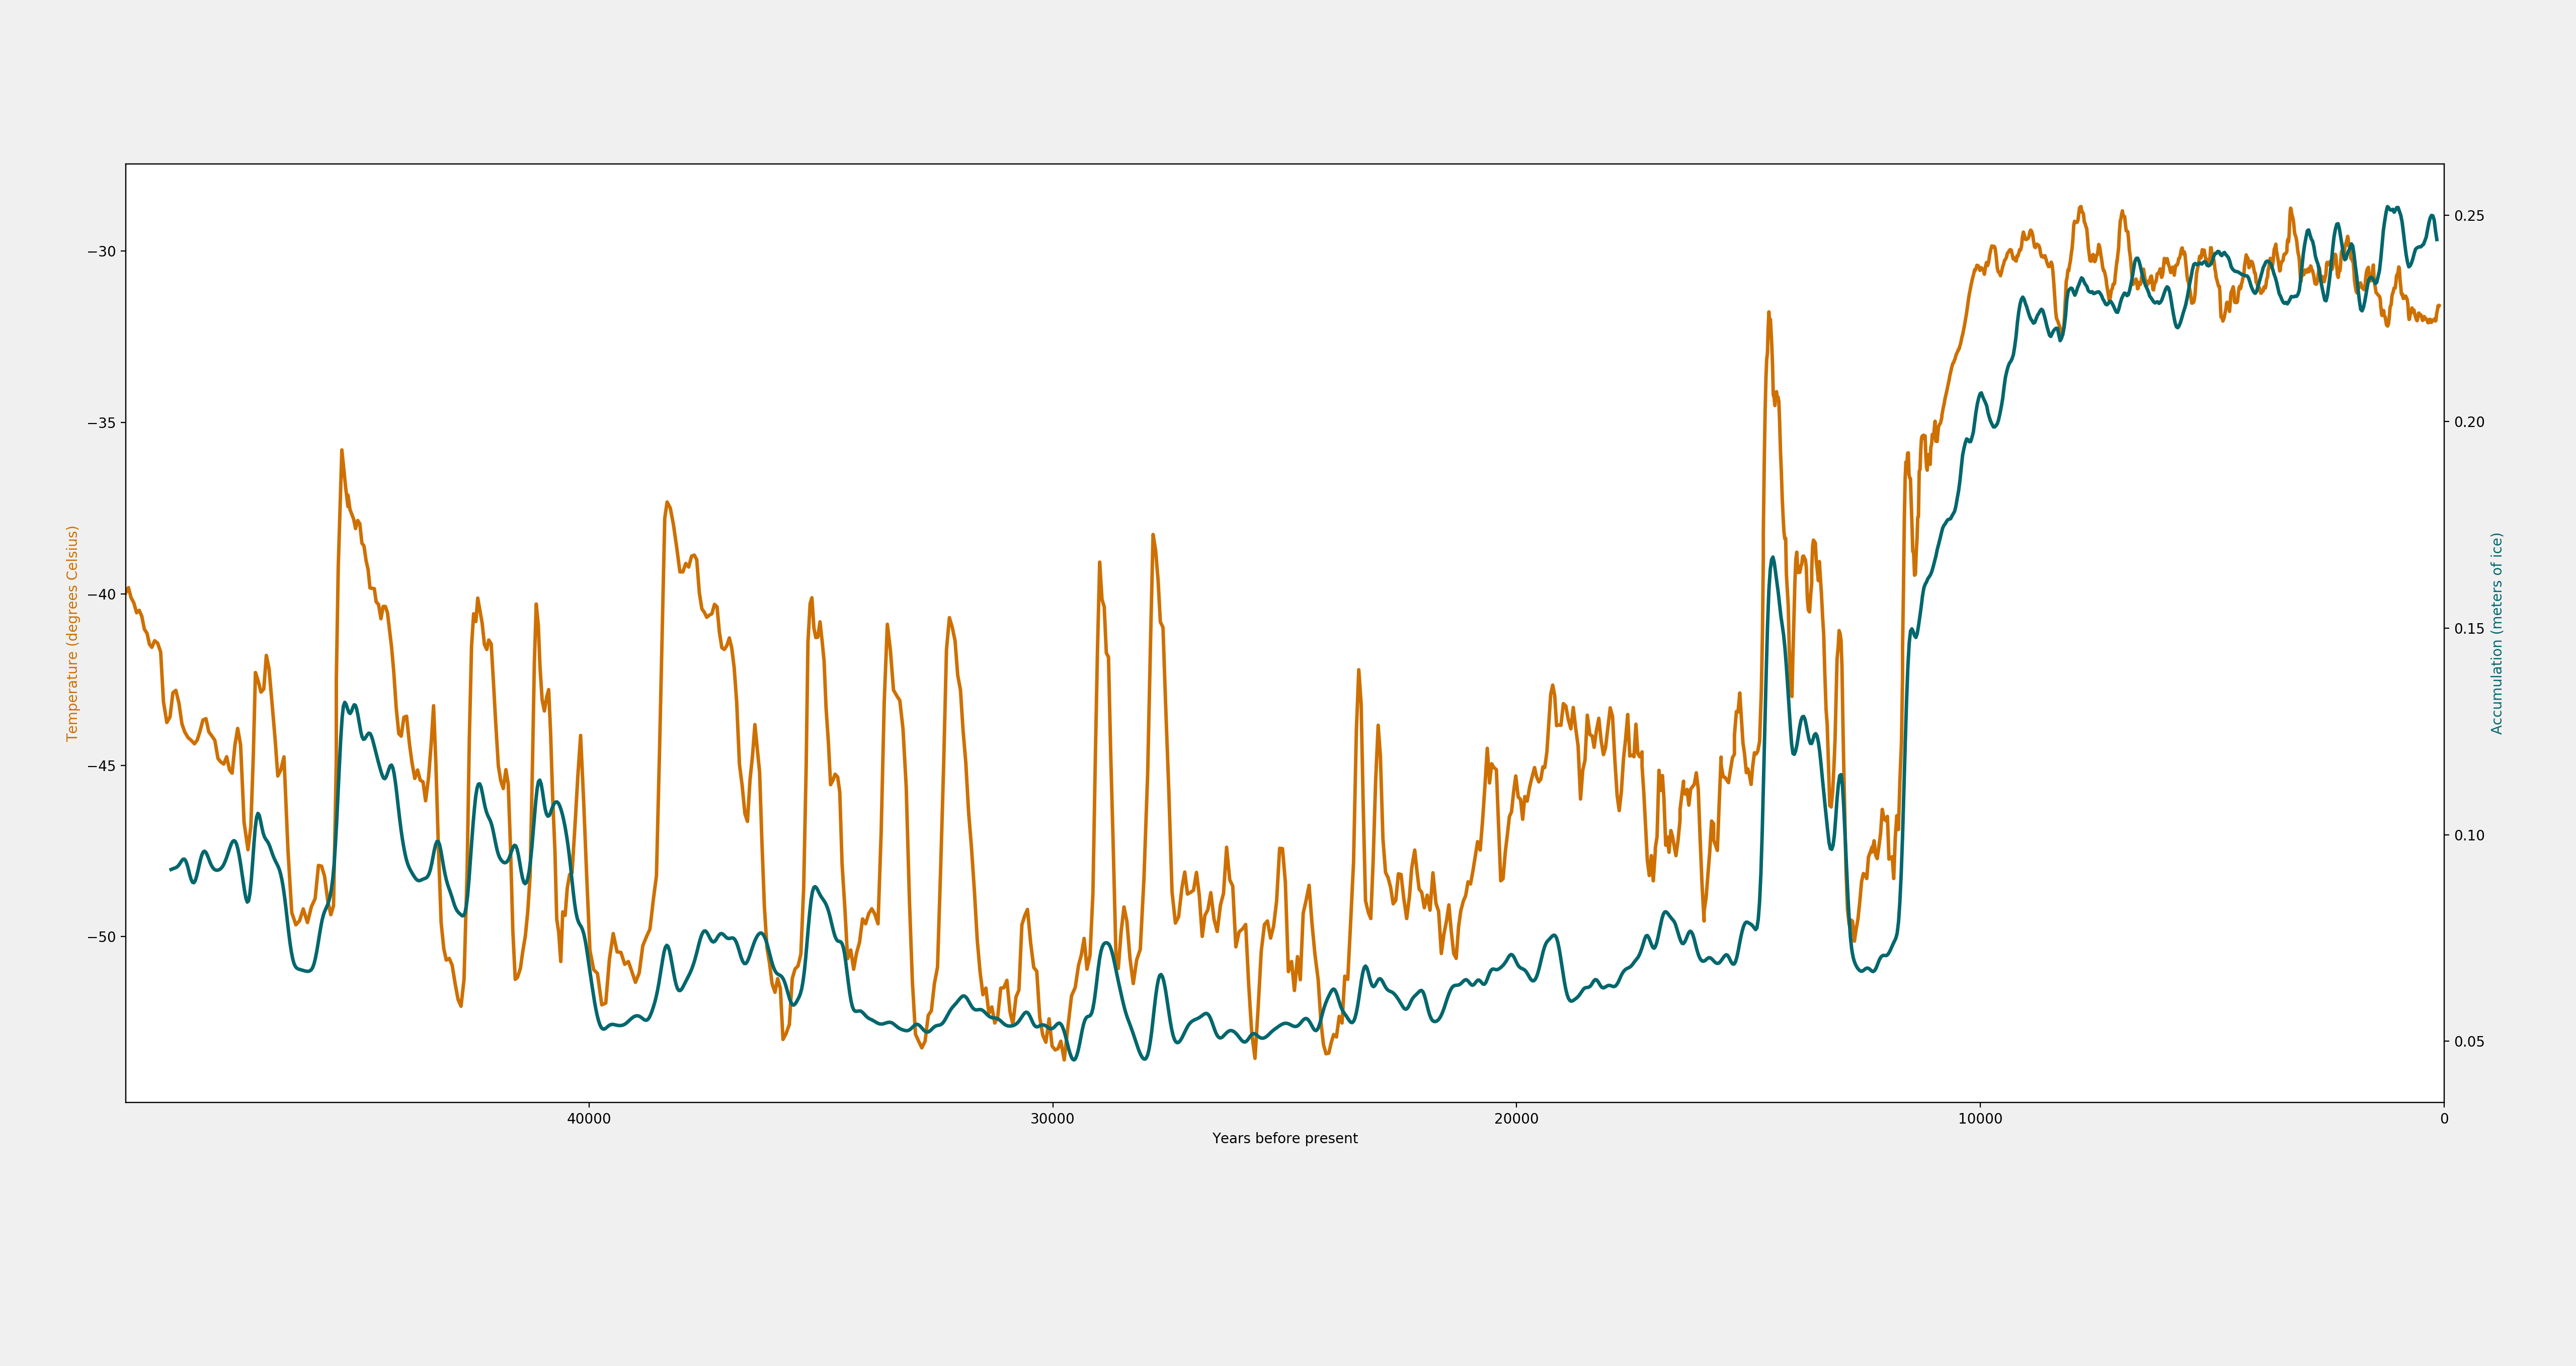 Temperature (degrees Celsius)
−30
−35
−40
−45
−50
0.25
0.20
0.15
0.10
0.05
Accumulation (meters of ice)
40000 30000 20000 10000 0
Years before present